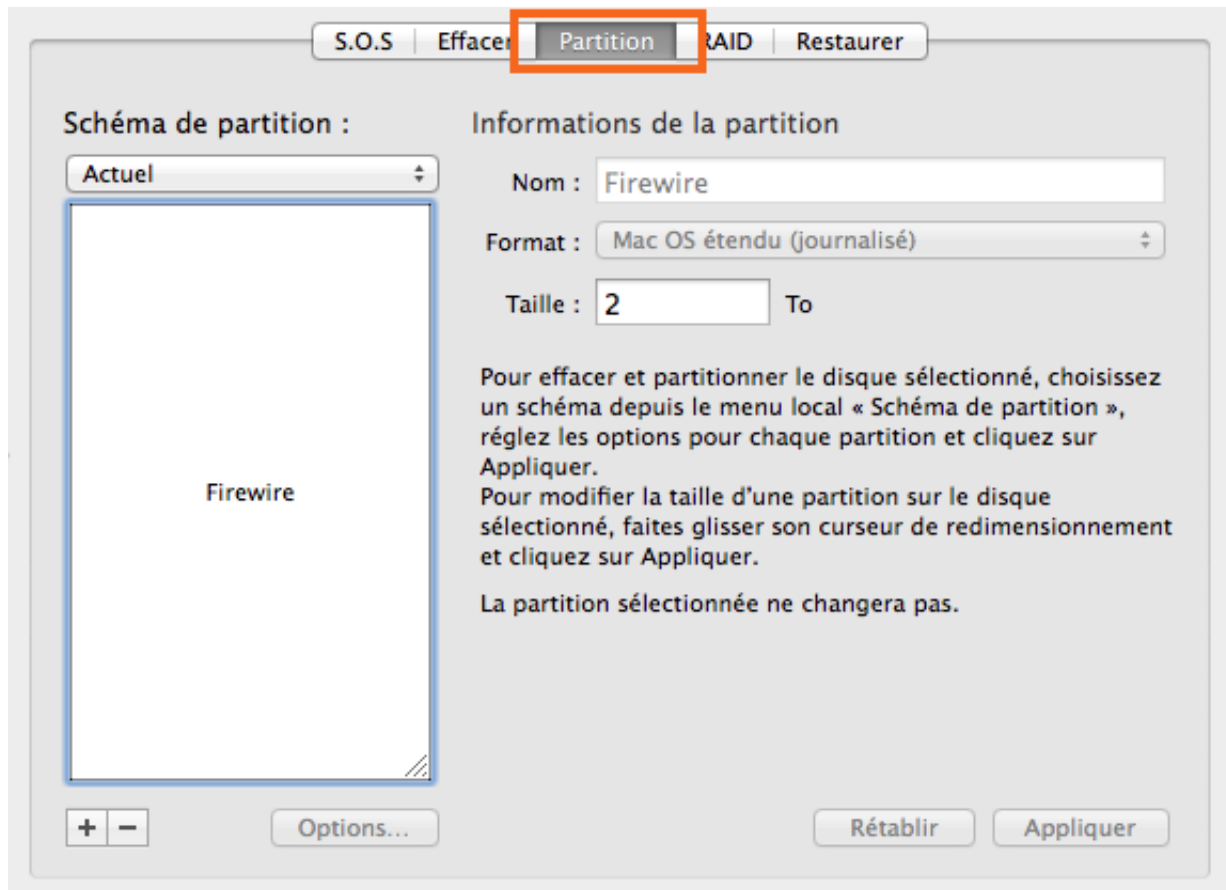 S.O.S Effacer Partition RAID Restaurer
Schéma de partition : Informations de la partition
Actuel
Nom : Firewire
Format : Mac OS étendu (journalisé)
Taille : 2 To
Pour effacer et partitionner le disque sélectionné, choisissez
un schéma depuis le menu local « Schéma de partition »,
réglez les options pour chaque partition et cliquez sur
Appliquer.
Pour modifier la taille d’une partition sur le disque
sélectionné, faites glisser son curseur de redimensionnement
et cliquez sur Appliquer.
La partition sélectionnée ne changera pas.
Firewire
+ − Options... Rétablir Appliquer